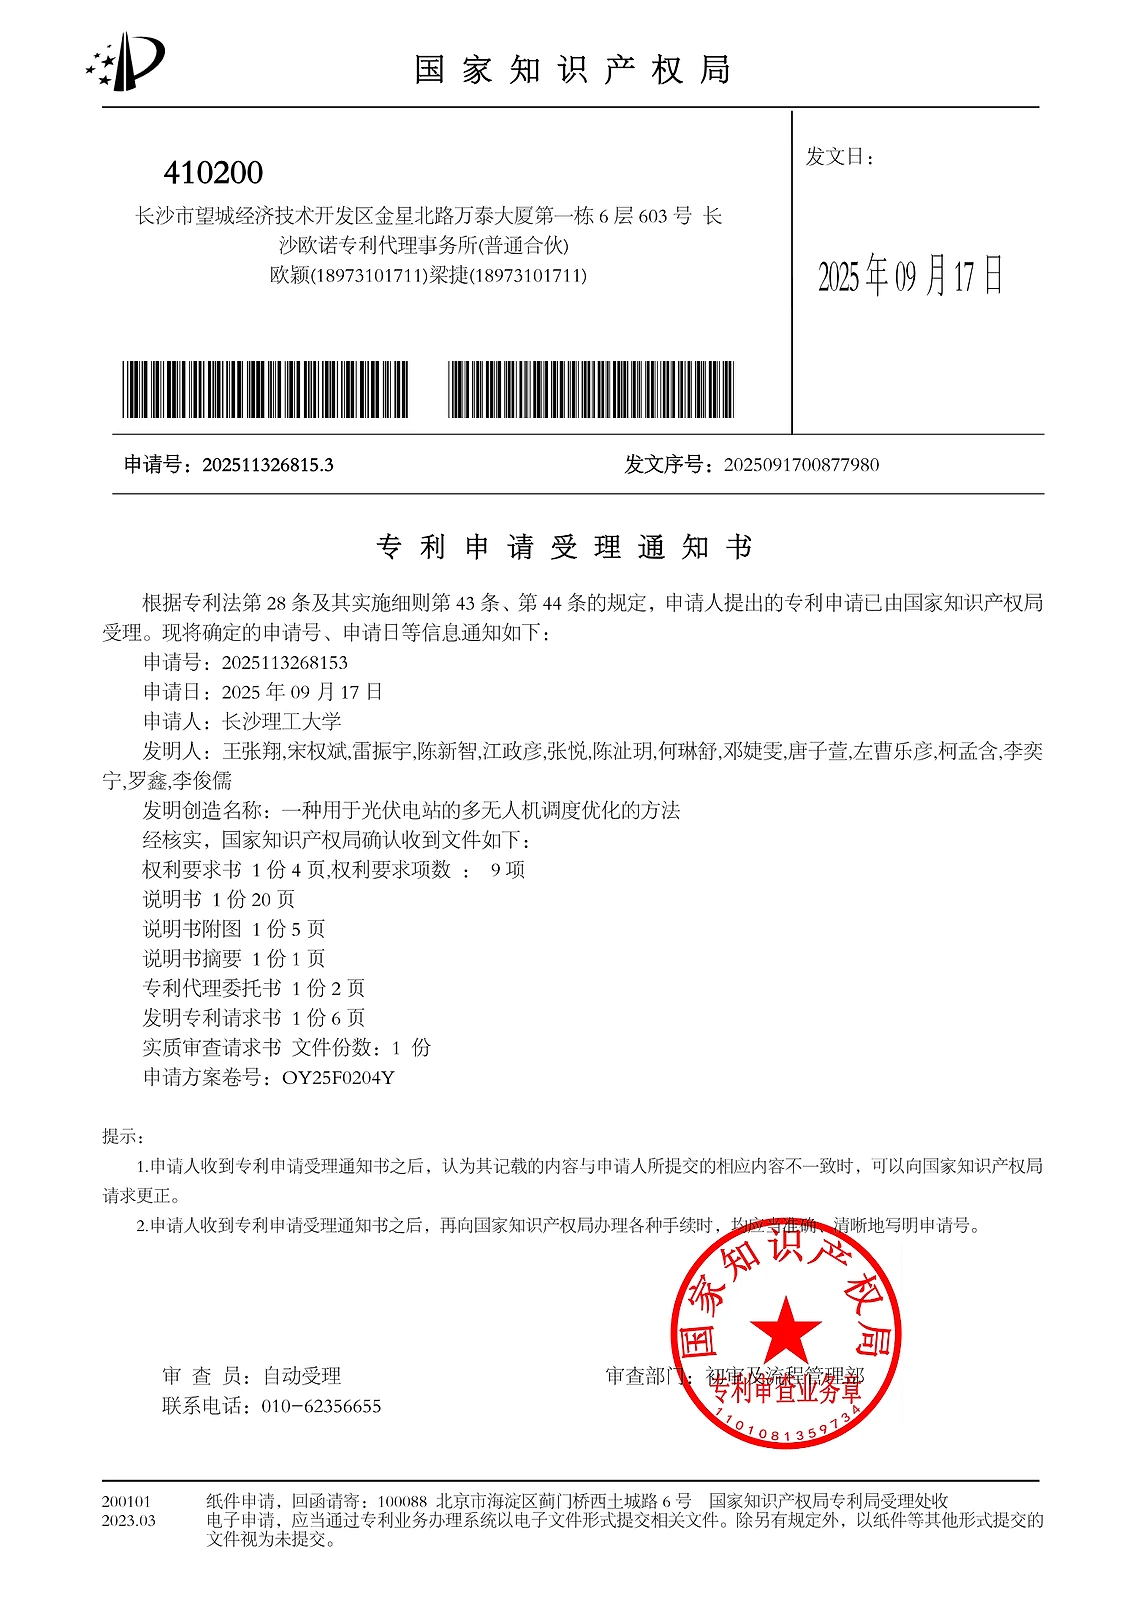 国家知识产权局
410200
发文日：
长沙市望城经济技术开发区金星北路万泰大厦第一栋 6 层 603 号 长
沙欧诺专利代理事务所(普通合伙)
欧颖(18973101711)梁捷(18973101711)
2025 年 09 月 17 日
申请号：202511326815.3
发文序号：2025091700877980
专利申请受理通知书
根据专利法第 28 条及其实施细则第 43 条、第 44 条的规定，申请人提出的专利申请已由国家知识产权局
受理。现将确定的申请号、申请日等信息通知如下：
申请号：2025113268153
申请日：2025 年 09 月 17 日
申请人：长沙理工大学
发明人：王张翔,宋权斌,雷振宇,陈新智,江政彦,张悦,陈沚玥,何琳舒,邓婕雯,唐子萱,左曹乐彦,柯孟含,李奕
宁,罗鑫,李俊儒
发明创造名称：一种用于光伏电站的多无人机调度优化的方法
经核实，国家知识产权局确认收到文件如下：
权利要求书 1 份 4 页,权利要求项数 ： 9 项
说明书 1 份 20 页
说明书附图 1 份 5 页
说明书摘要 1 份 1 页
专利代理委托书 1 份 2 页
发明专利请求书 1 份 6 页
实质审查请求书 文件份数：1 份
申请方案卷号：OY25F0204Y
提示：
1.申请人收到专利申请受理通知书之后，认为其记载的内容与申请人所提交的相应内容不一致时，可以向国家知识产权局
请求更正。
2.申请人收到专利申请受理通知书之后，再向国家知识产权局办理各种手续时，均应当准确、清晰地写明申请号。
国家知识产权局
审 查 员：自动受理
审查部门：初审及流程管理部
专利审查业务章
联系电话：010-62356655
1101081359734
200101
纸件申请，回函请寄：100088 北京市海淀区蓟门桥西土城路 6 号 国家知识产权局专利局受理处收
2023.03
电子申请，应当通过专利业务办理系统以电子文件形式提交相关文件。除另有规定外，以纸件等其他形式提交的
文件视为未提交。